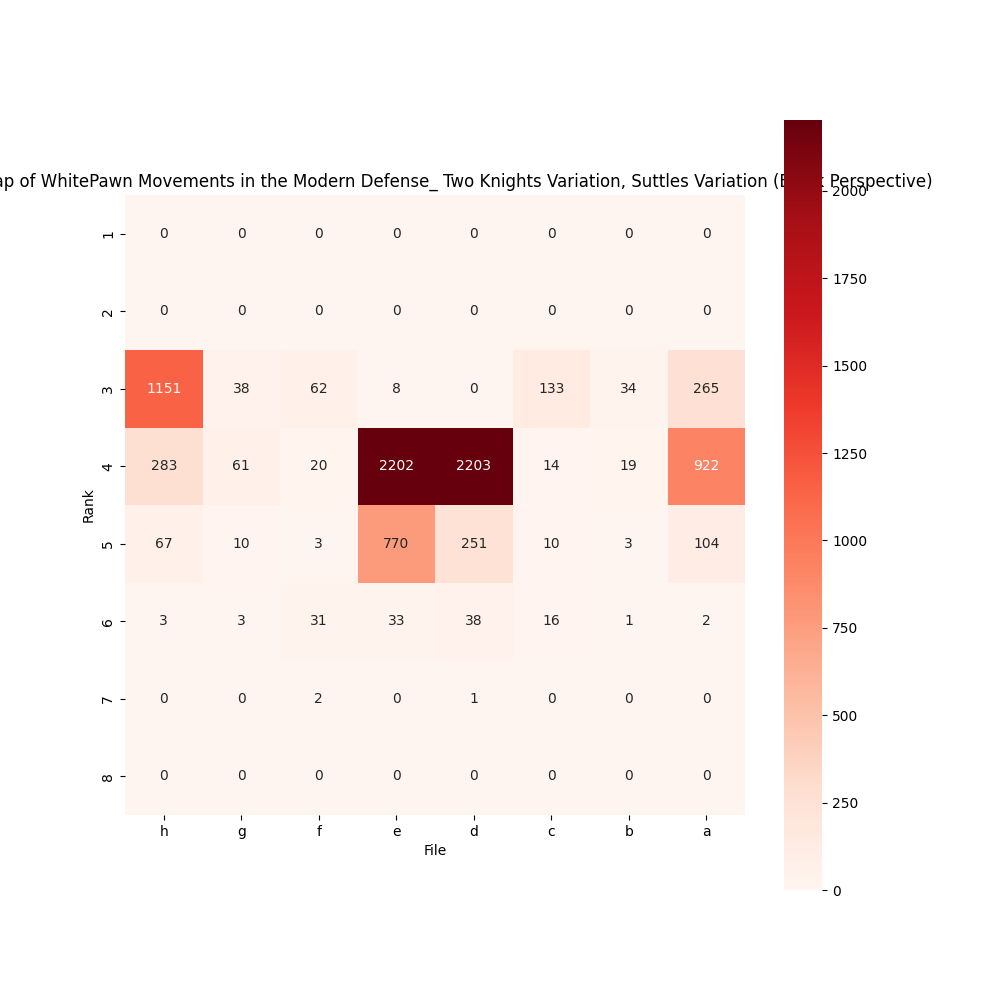 ap of WhitePawn Movements in the Modern Defense_ Two Knights Variation, Suttles Variation ( Perspective)
1 0 0 0 0 0 0 0 0
2 0 0 0 0 0 0 0 0
3 1151 38 62 8 0 133 34 265
4 283 61 20 2202 2203 14 19 922
5 67 10 3 770 251 10 3 104
6 3 3 31 33 38 16 1 2
7 0 0 2 0 1 0 0 0
8 0 0 0 0 0 0 0 0
h g f e d c b a
File
Rank
2000
1750
1500
1250
1000
750
500
250
0